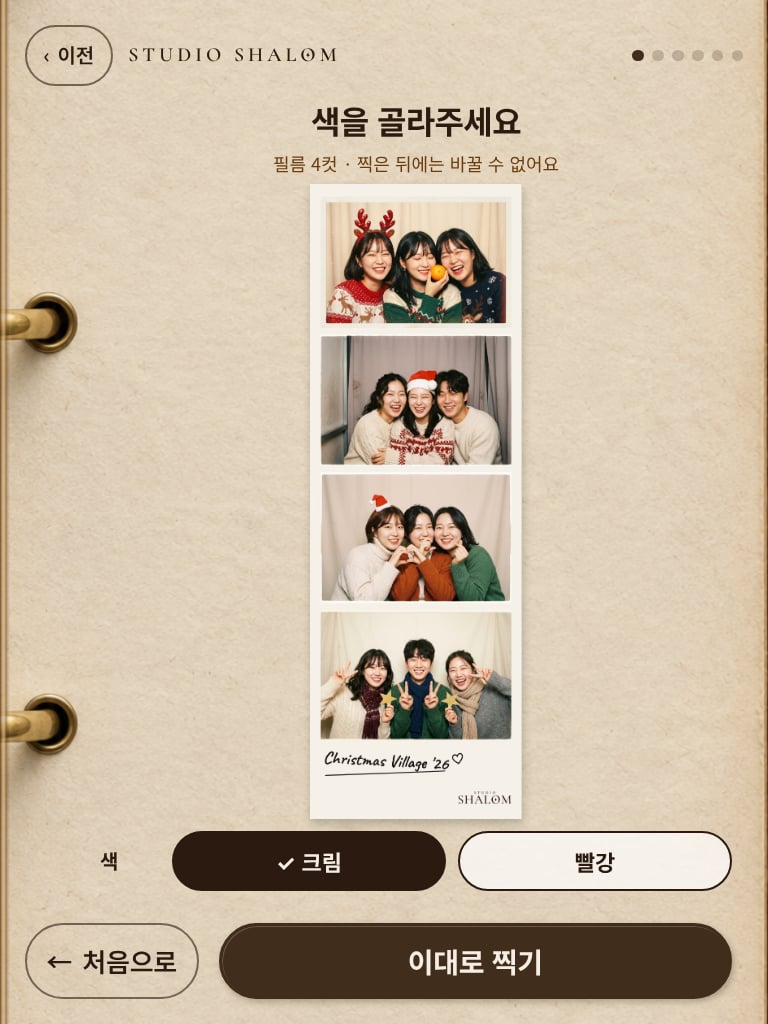 ‹ 이전
STUDIO SHALOM
색을 골라주세요
필름 4컷 · 찍은 뒤에는 바꿀 수 없어요
Christmas Village '26♡
STUDIO
SHALOM
색
✓ 크림
빨강
← 처음으로
이대로 찍기